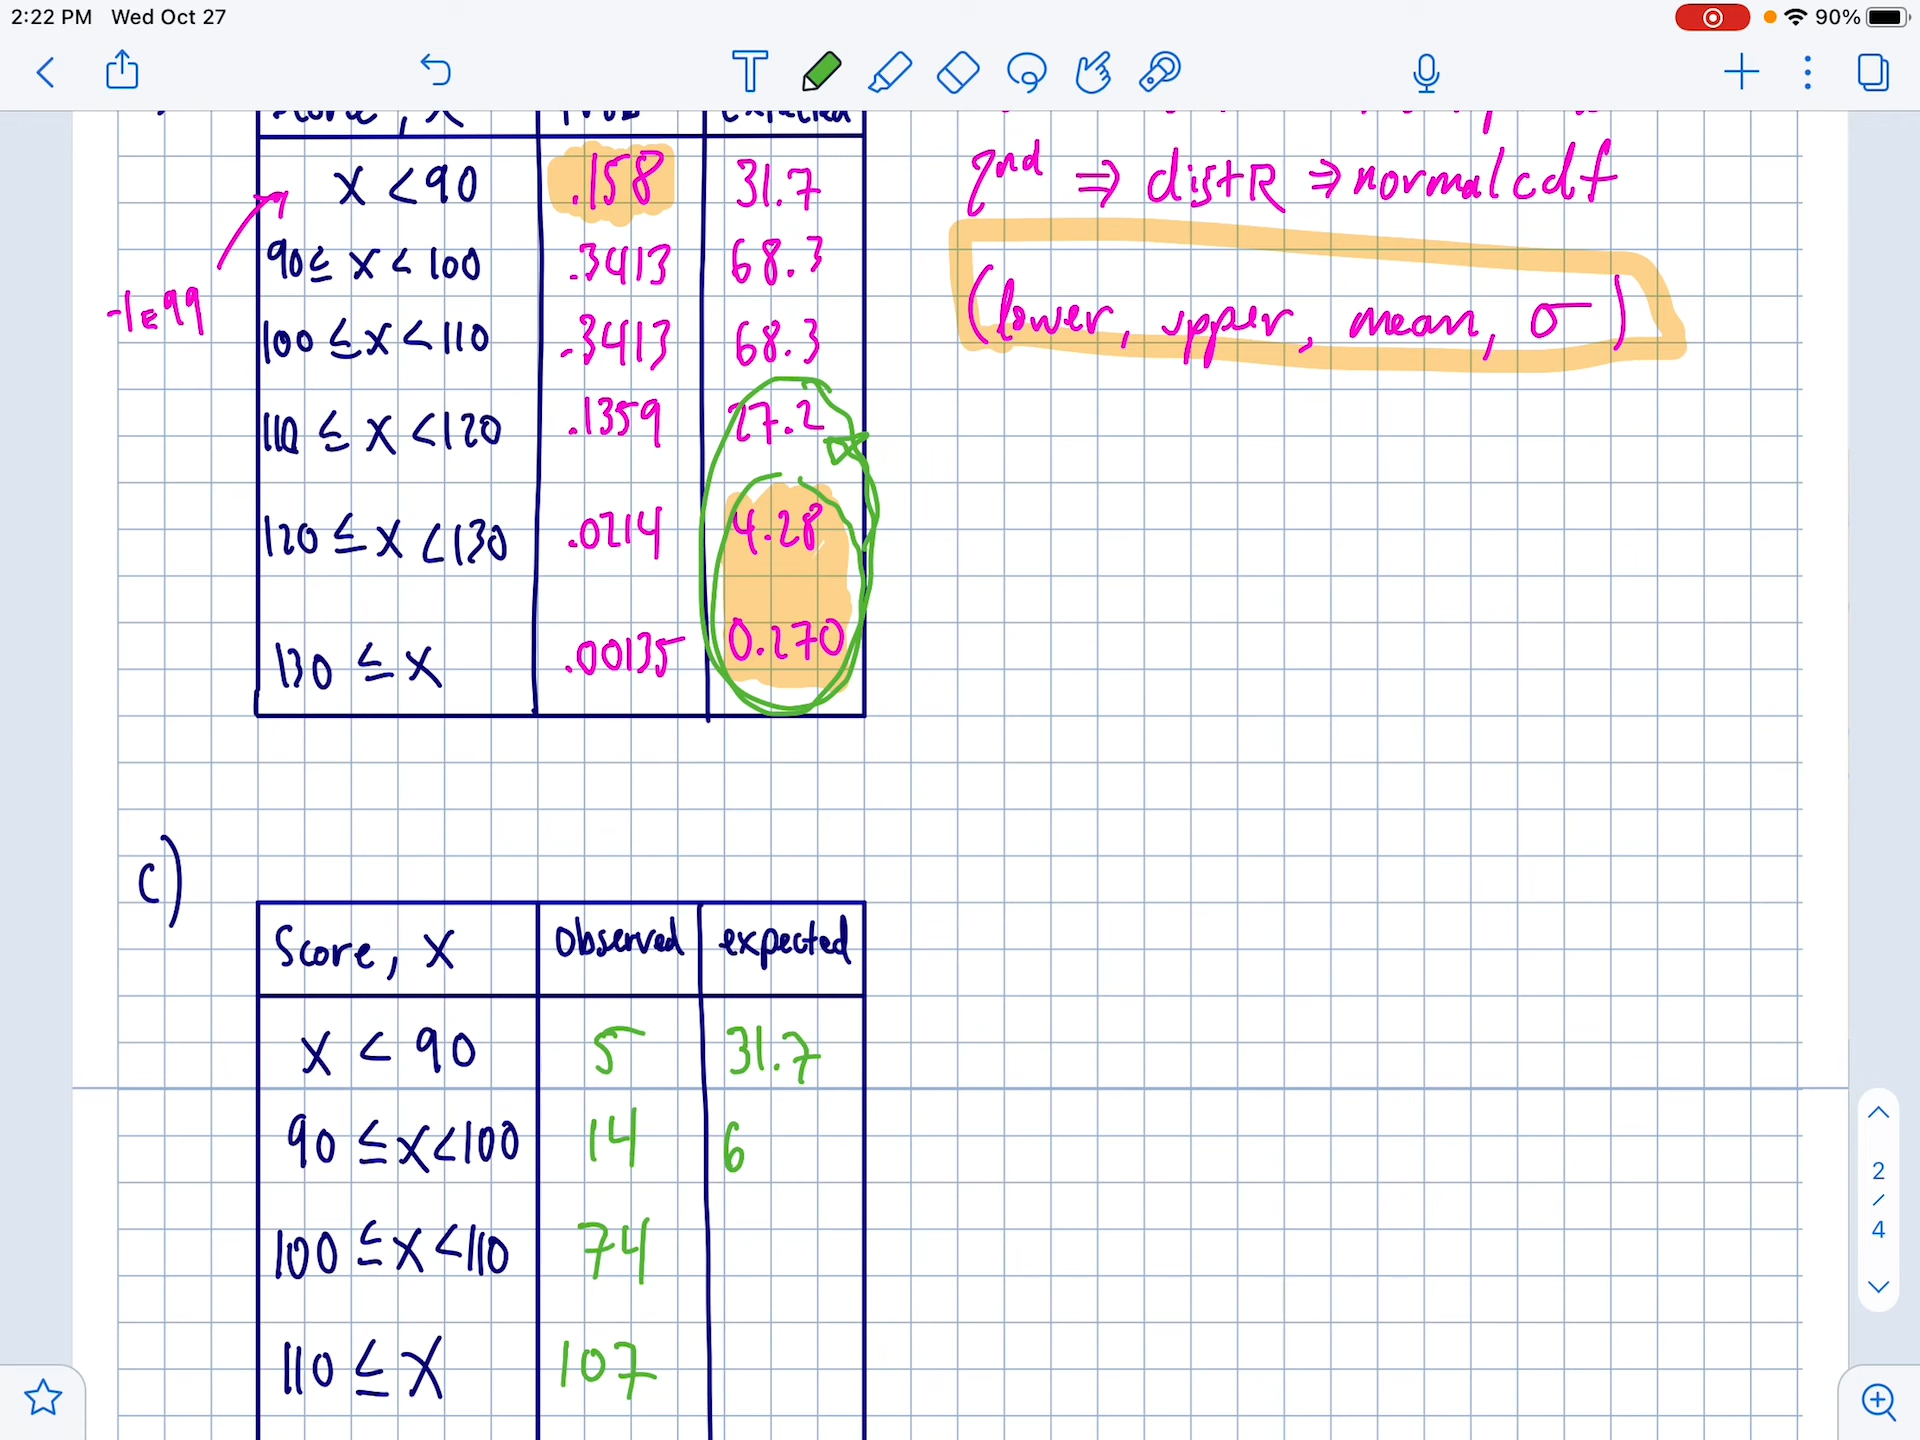 2:22 PM Wed Oct 27
90%
T
Score, X Prob expected
X < 90 .158 31.7
90 ≤ X < 100 .3413 68.3
100 ≤ X < 110 .3413 68.3
110 ≤ X < 120 .1359 27.2
120 ≤ X < 130 .0214 4.28
130 ≤ X .00135 0.270
-1E99
2nd ⇒ distR ⇒ normalcdf
(lower, upper, mean, σ)
c)
Score, X Observed expected
X < 90 5 31.7
90 ≤ X < 100 14 6
100 ≤ X < 110 74
110 ≤ X 107
2
/
4